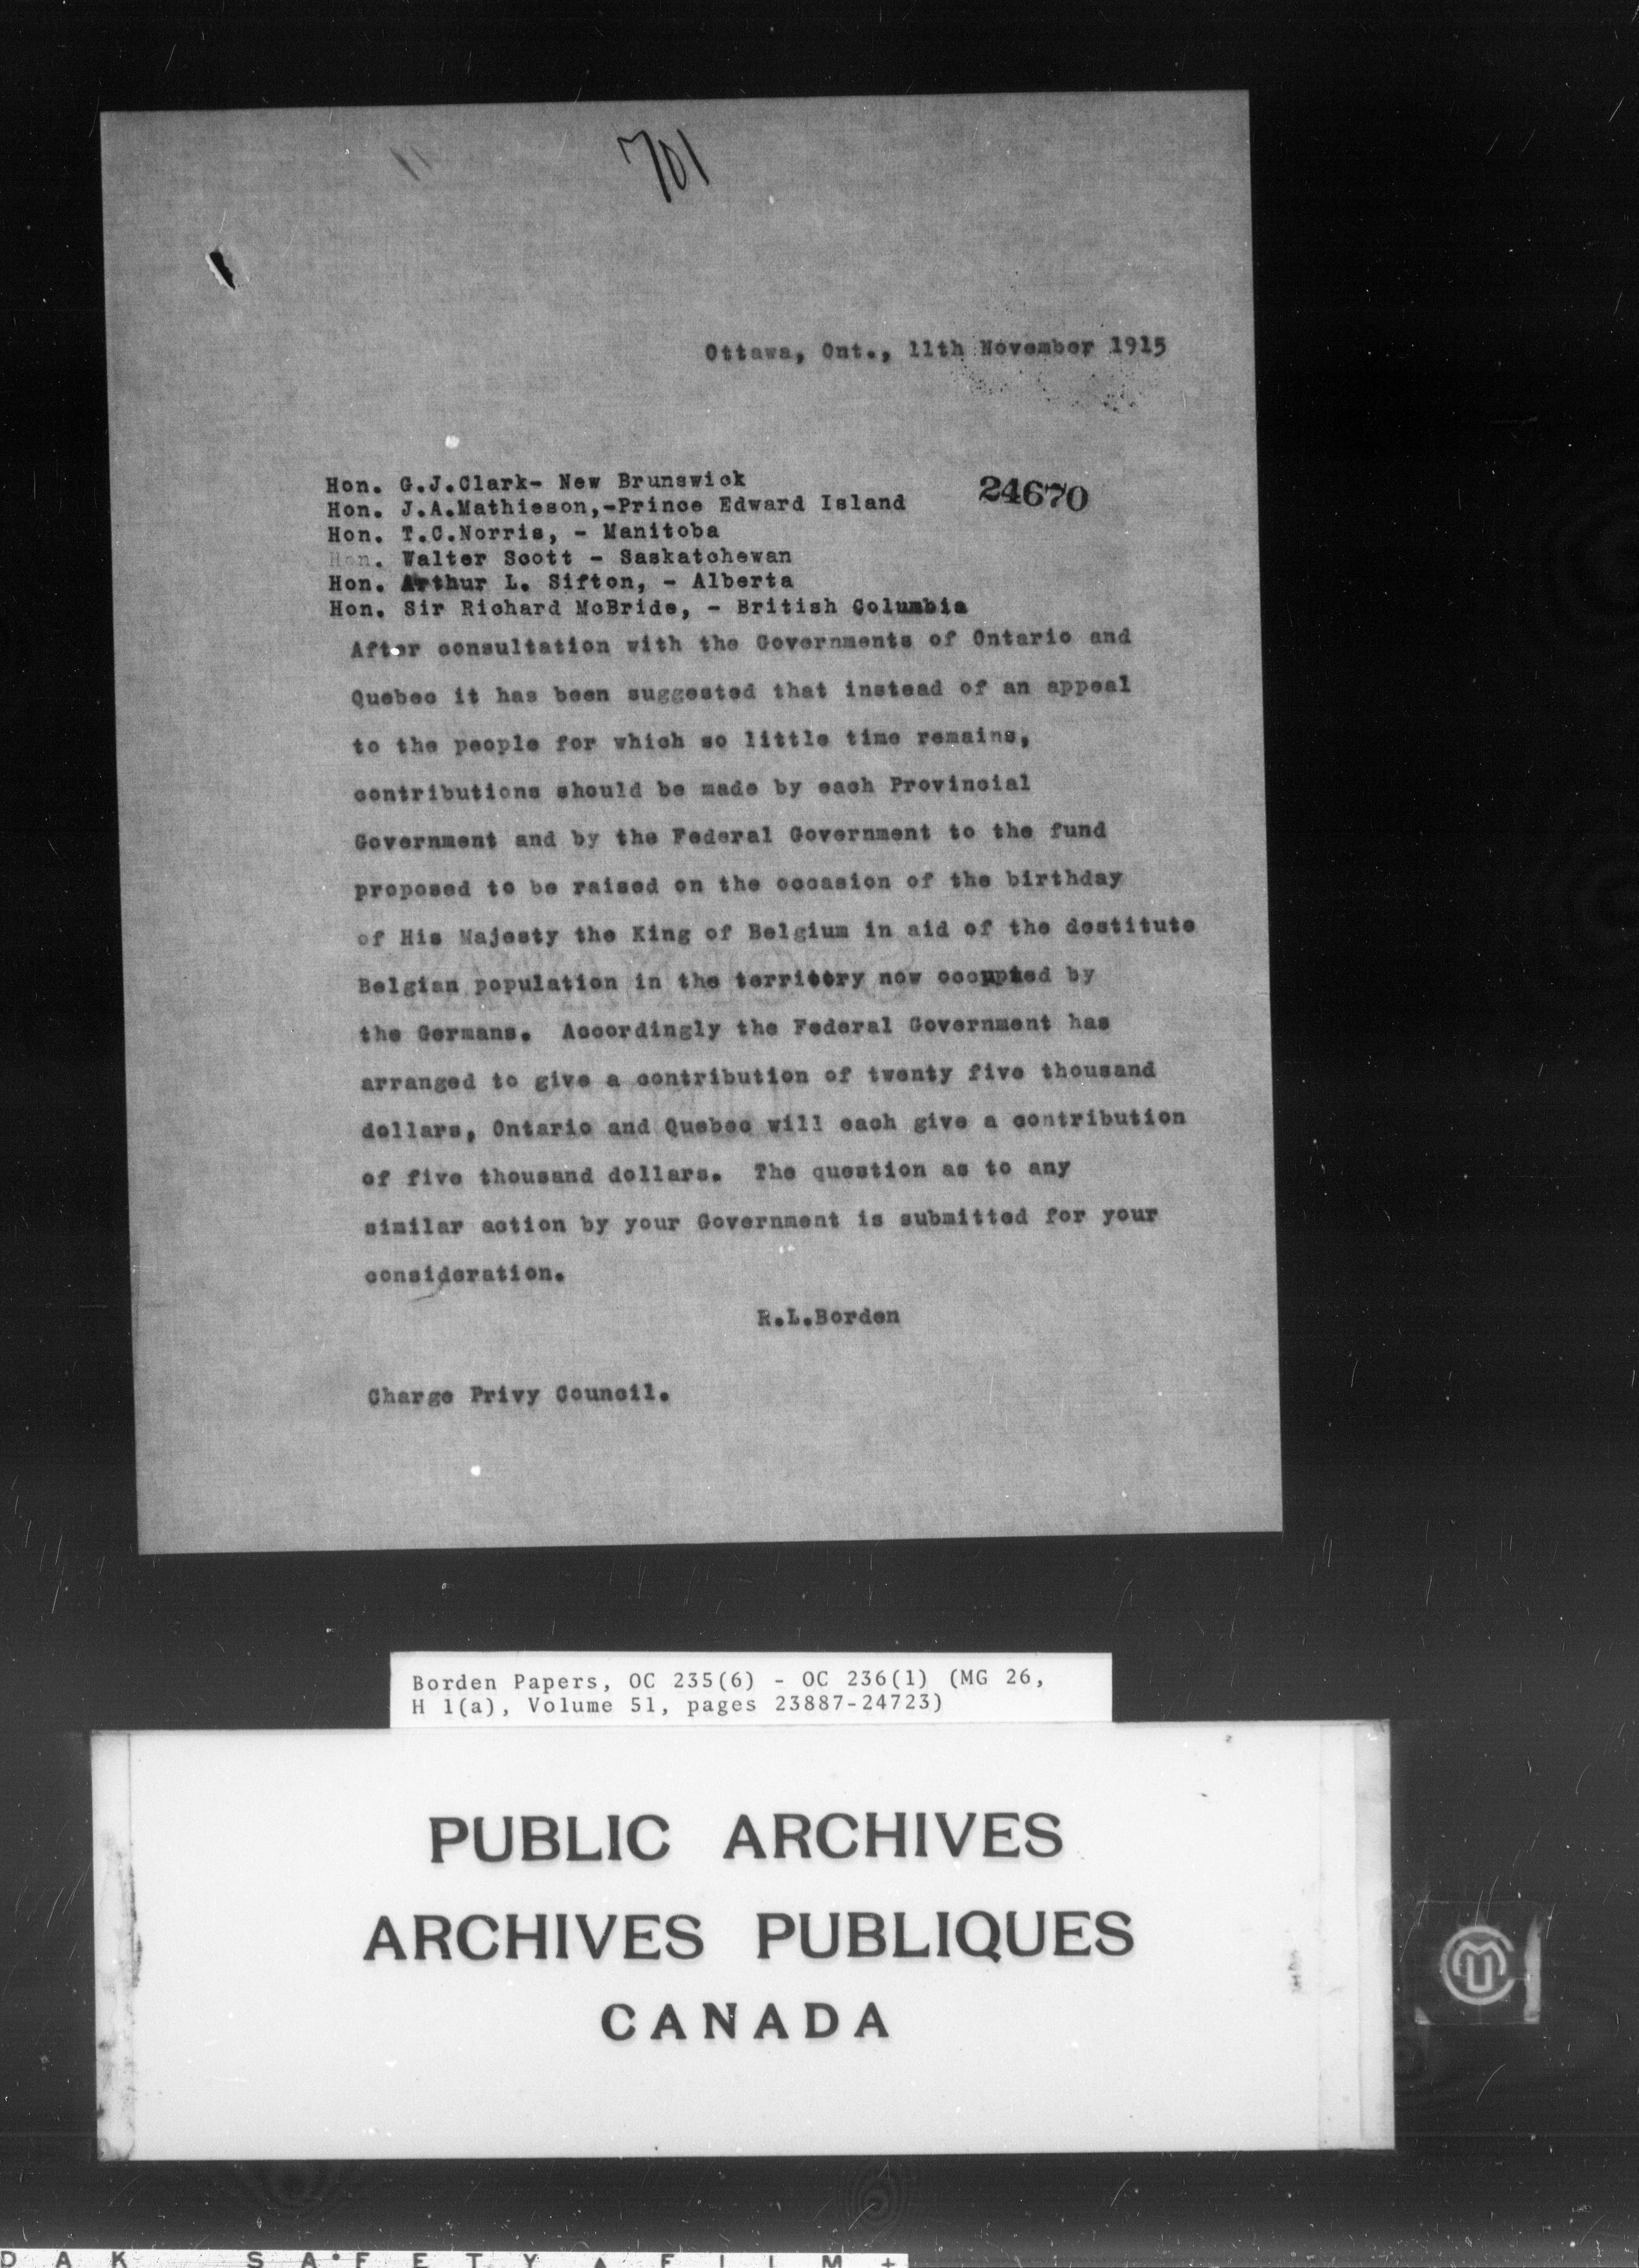 701
Ottawa, Ont., 11th November 1915
24670
Hon. G.J.Clark- New Brunswick
Hon. J.A.Mathieson,-Prince Edward Island
Hon. T.C.Norris, - Manitoba
Hon. Walter Scott - Saskatchewan
Hon. Arthur L. Sifton, - Alberta
Hon. Sir Richard McBride, - British Columbia
After consultation with the Governments of Ontario and
Quebec it has been suggested that instead of an appeal
to the people for which so little time remains,
contributions should be made by each Provincial
Government and by the Federal Government to the fund
proposed to be raised on the occasion of the birthday
of His Majesty the King of Belgium in aid of the destitute
Belgian population in the territory now occupied by
the Germans. Accordingly the Federal Government has
arranged to give a contribution of twenty five thousand
dollars, Ontario and Quebec will each give a contribution
of five thousand dollars. The question as to any
similar action by your Government is submitted for your
consideration.
R.L.Borden
Charge Privy Council.
Borden Papers, OC 235(6) - OC 236(1) (MG 26,
H 1(a), Volume 51, pages 23887-24723)
PUBLIC ARCHIVES
ARCHIVES PUBLIQUES
CANADA
DAK SAFETY FILM